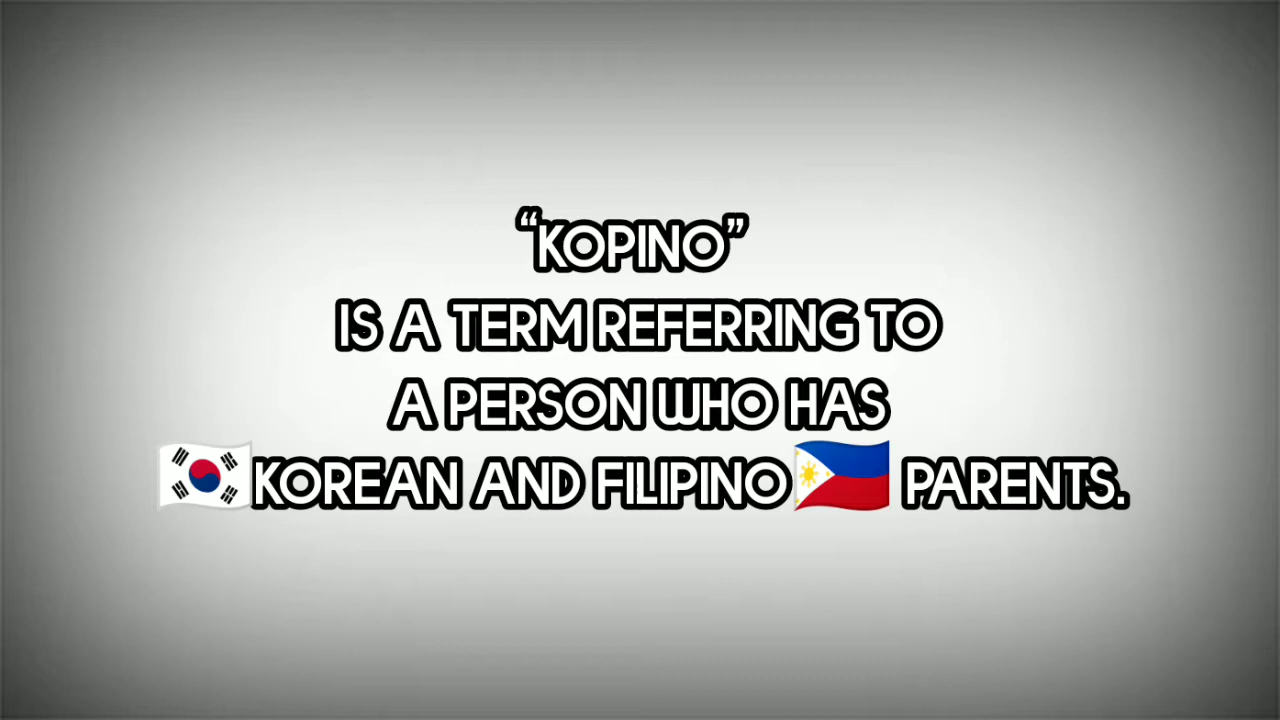 “KOPINO”
IS A TERM REFERRING TO
A PERSON WHO HAS
KOREAN AND FILIPINO PARENTS.